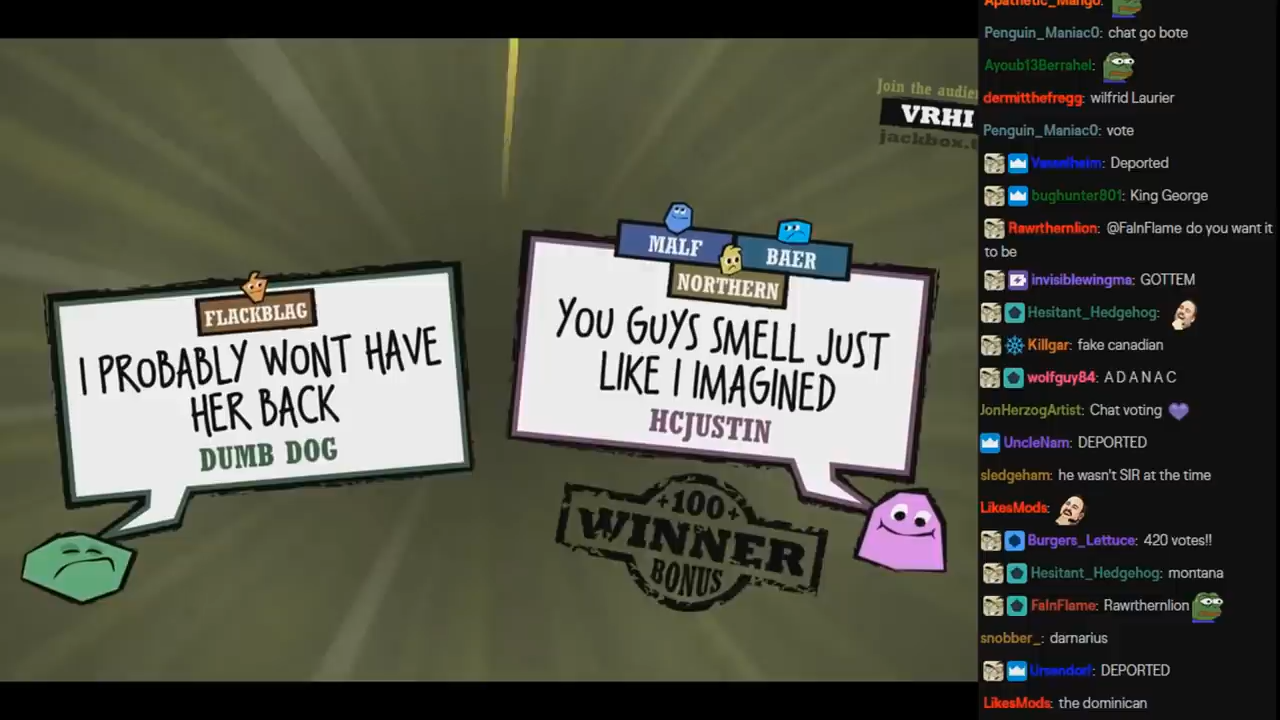 Join the audien
VRHI
jackbox.t
FLACKBLAG
I PROBABLY WONT HAVE
HER BACK
DUMB DOG
MALF
BAER
NORTHERN
YOU GUYS SMELL JUST
LIKE I IMAGINED
HCJUSTIN
+100+
WINNER
BONUS
Apathetic_Mango:
Penguin_Maniac0: chat go bote
Ayoub13Berrahel:
dermitthefrogg: wilfrid Laurier
Penguin_Maniac0: vote
: Deported
bughunter801: King George
Rawrthernlion: @FalnFlame do you want it
to be
invisiblewingma: GOTTEM
Hesitant_Hedgehog:
Killgar: fake canadian
wolfguy84: A D A N A C
JonHerzogArtist: Chat voting
UncleNam: DEPORTED
sledgeham: he wasn't SIR at the time
LikesMods:
Burgers_Lettuce: 420 votes!!
Hesitant_Hedgehog: montana
FalnFlame: Rawrthernlion
snobber_: darnarius
Ursendorf: DEPORTED
LikesMods: the dominican